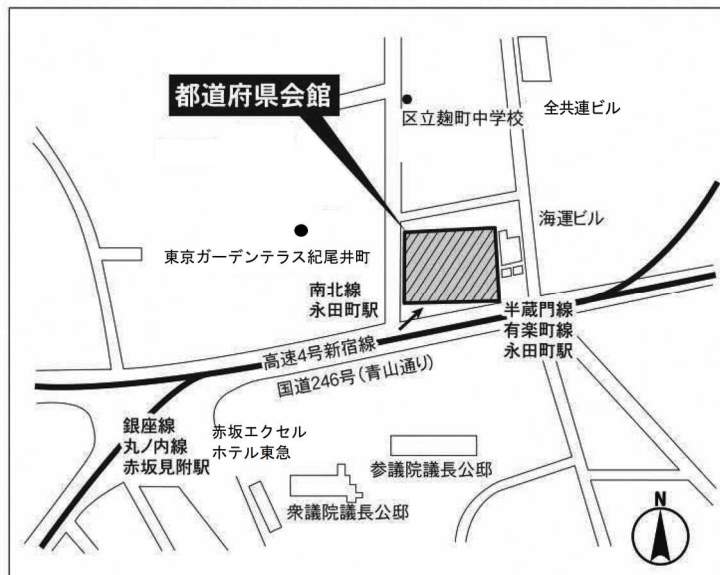 都道府県会館
区立麹町中学校
全共連ビル
海運ビル
東京ガーデンテラス紀尾井町
南北線
永田町駅
半蔵門線
有楽町線
永田町駅
高速4号新宿線
国道246号(青山通り)
銀座線
丸ノ内線
赤坂見附駅
赤坂エクセル
ホテル東急
参議院議長公邸
衆議院議長公邸
N